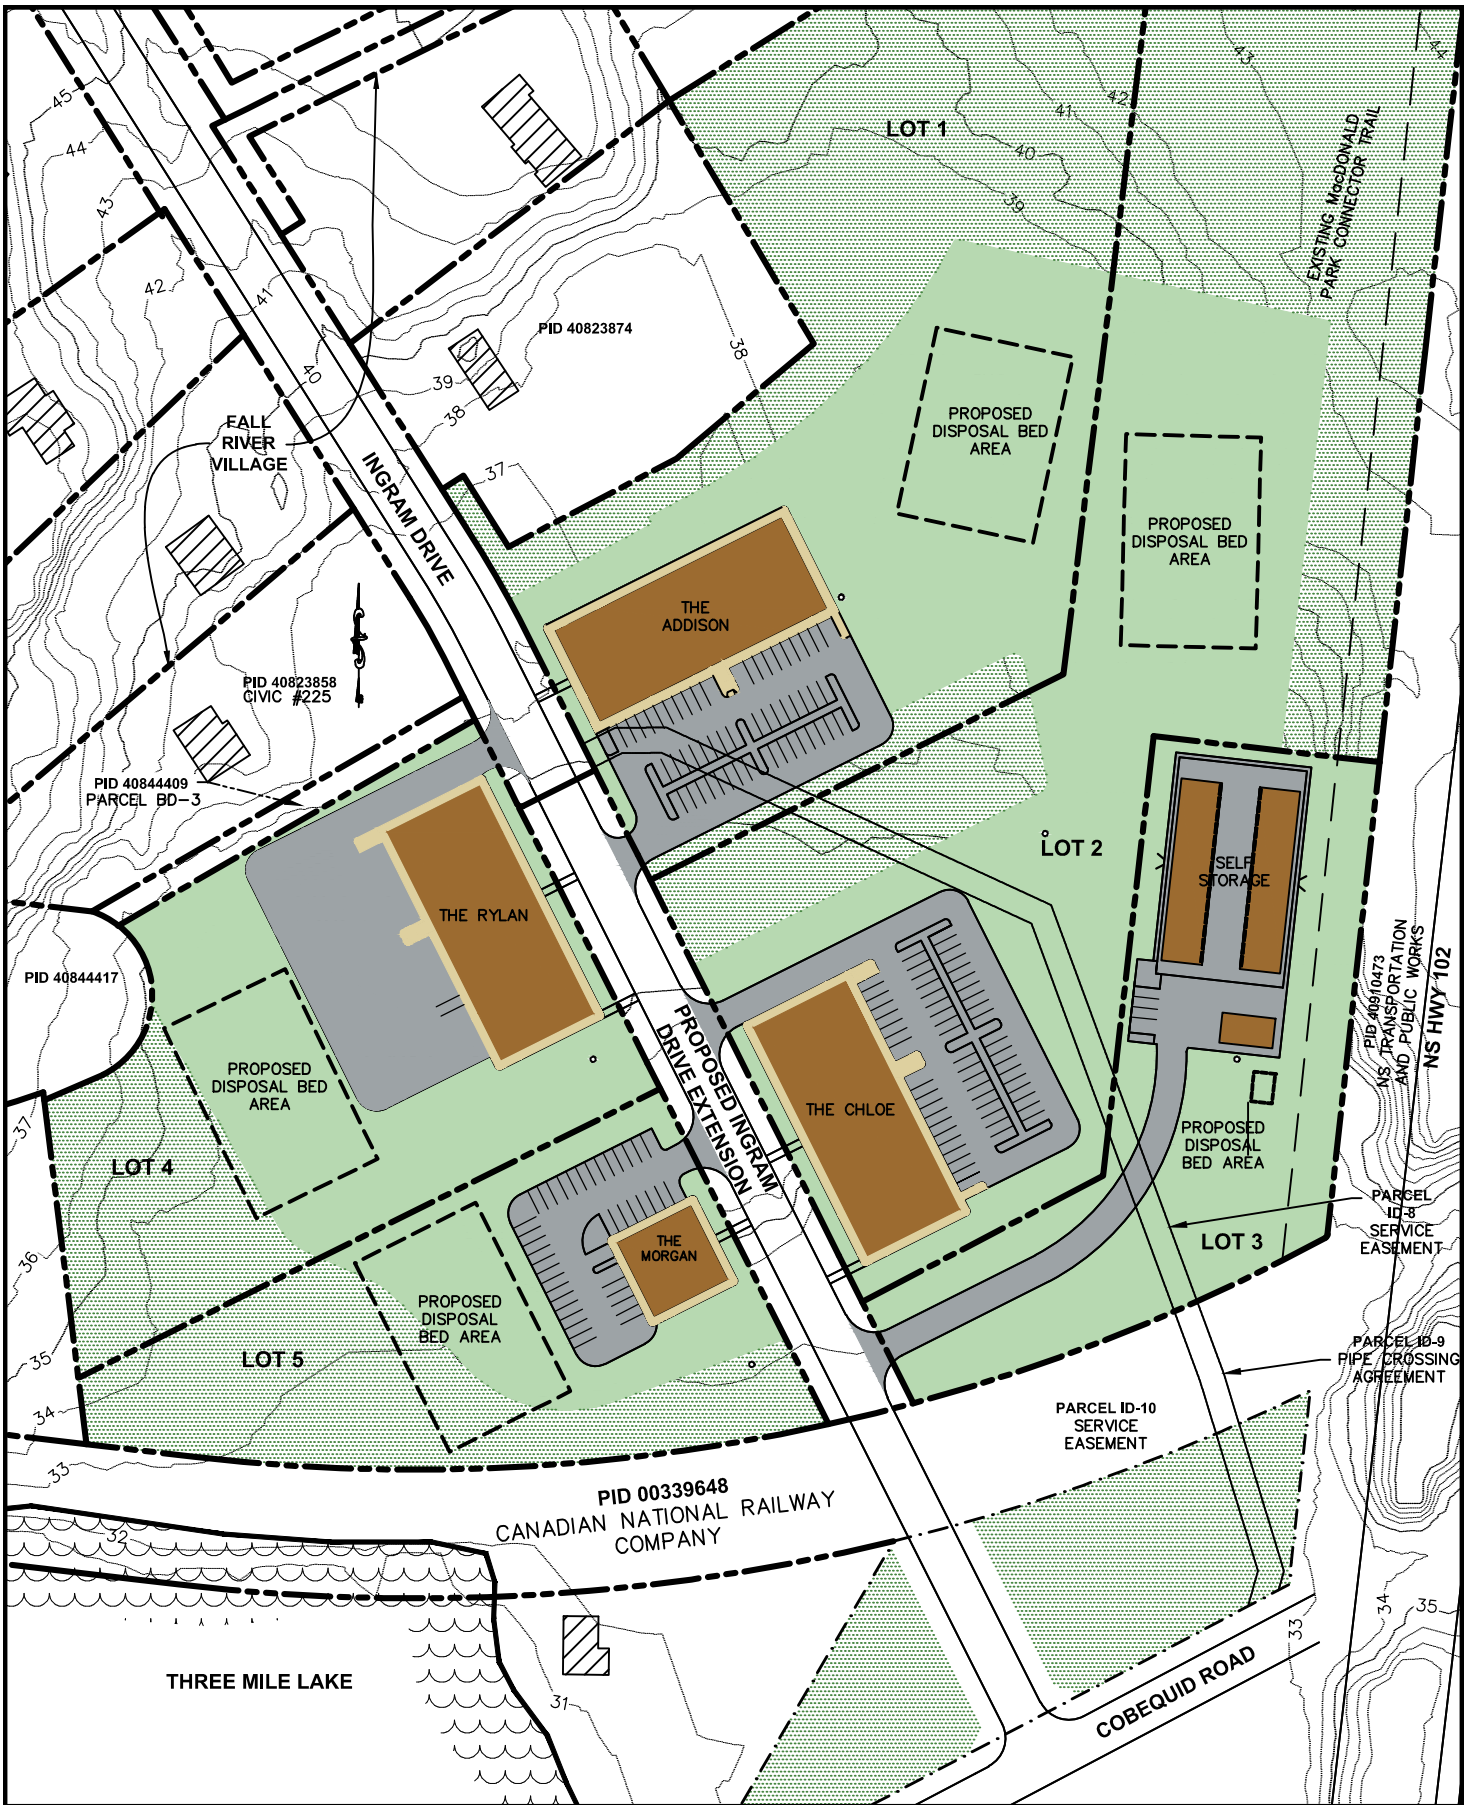 45
44
43
42
41
40
39
38
37
38
LOT 1
39
40
41
42
43
44
EXISTING MacDONALD
PARK CONNECTOR TRAIL
PID 40823874
FALL
RIVER
VILLAGE
INGRAM DRIVE
PROPOSED
DISPOSAL BED
AREA
PROPOSED
DISPOSAL BED
AREA
THE
ADDISON
PID 40823858
CIVIC #225
PID 40844409
PARCEL BD-3
LOT 2
SELF
STORAGE
THE RYLAN
PID 40844417
PID 40910473
NS TRANSPORTATION
AND PUBLIC WORKS
NS HWY 102
PROPOSED INGRAM
DRIVE EXTENSION
PROPOSED
DISPOSAL BED
AREA
THE CHLOE
PROPOSED
DISPOSAL
BED AREA
LOT 4
37
36
35
34
33
PARCEL
ID-8
SERVICE
EASEMENT
LOT 3
THE
MORGAN
PROPOSED
DISPOSAL
BED AREA
LOT 5
PARCEL ID-9
PIPE CROSSING
AGREEMENT
PARCEL ID-10
SERVICE
EASEMENT
PID 00339648
CANADIAN NATIONAL RAILWAY
COMPANY
32
31
33
34
35
THREE MILE LAKE
COBEQUID ROAD